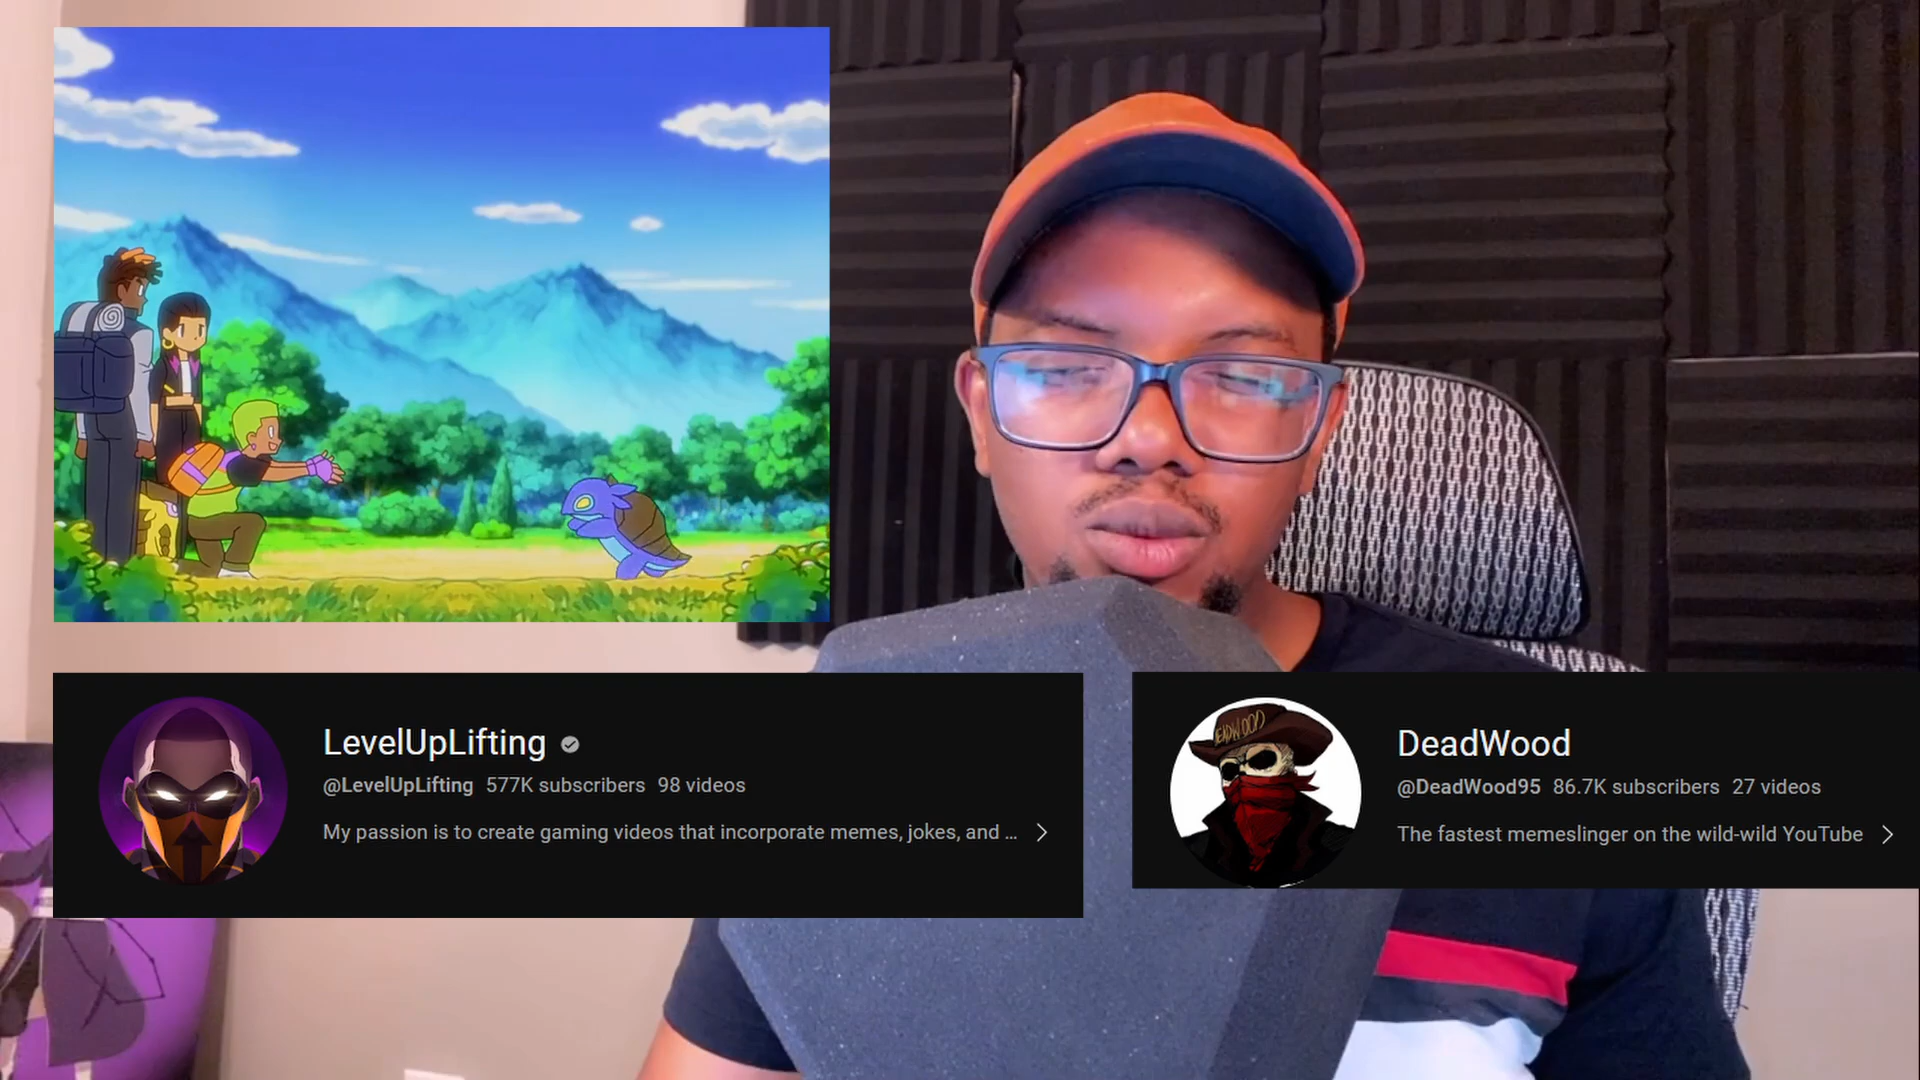 LevelUpLifting
@LevelUpLifting 577K subscribers 98 videos
My passion is to create gaming videos that incorporate memes, jokes, and ...
DEADWOOD
DeadWood
@DeadWood95 86.7K subscribers 27 videos
The fastest memeslinger on the wild-wild YouTube